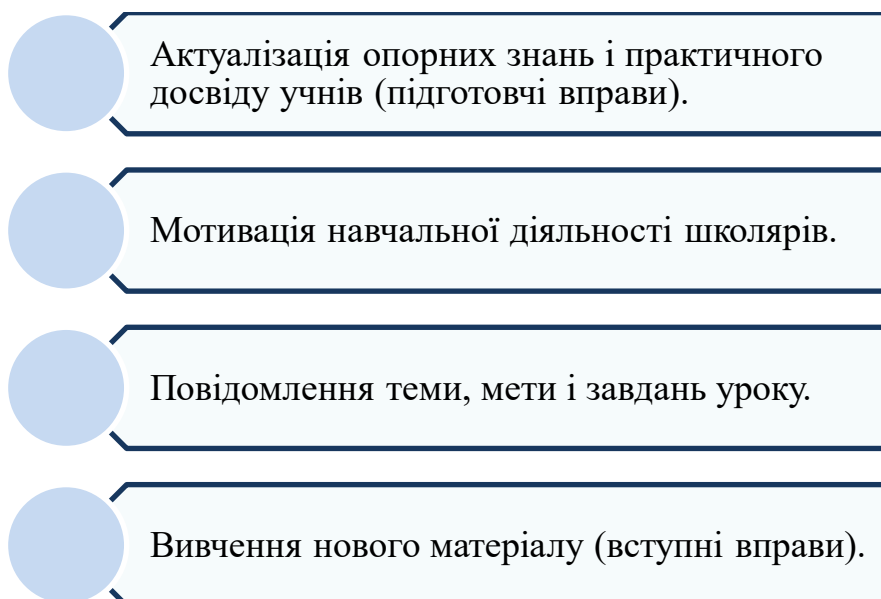 Актуалізація опорних знань і практичного
досвіду учнів (підготовчі вправи).
Мотивація навчальної діяльності школярів.
Повідомлення теми, мети і завдань уроку.
Вивчення нового матеріалу (вступні вправи).